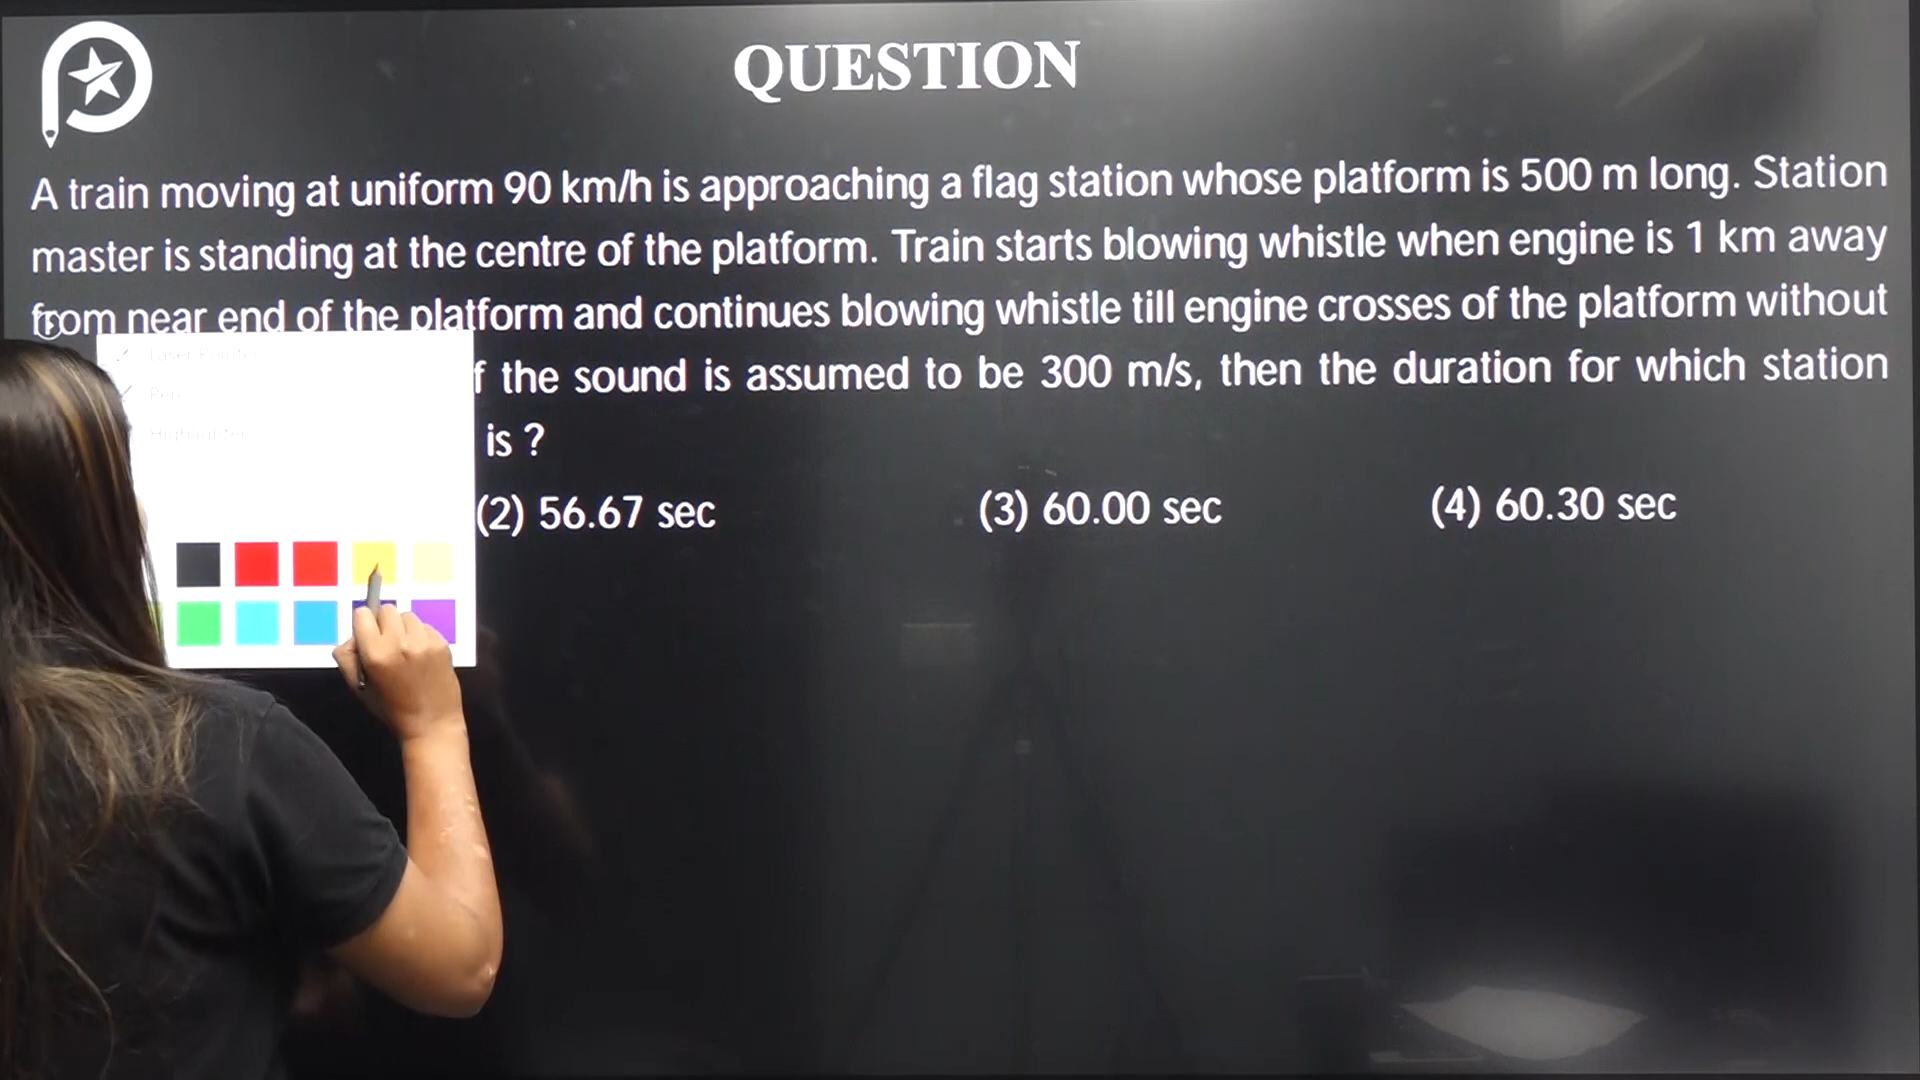 QUESTION
A train moving at uniform 90 km/h is approaching a flag station whose platform is 500 m long. Station
master is standing at the centre of the platform. Train starts blowing whistle when engine is 1 km away
from near end of the platform and continues blowing whistle till engine crosses of the platform without
Laser Pointer
f the sound is assumed to be 300 m/s, then the duration for which station
Pen
Highlighter
is ?
(2) 56.67 sec (3) 60.00 sec (4) 60.30 sec